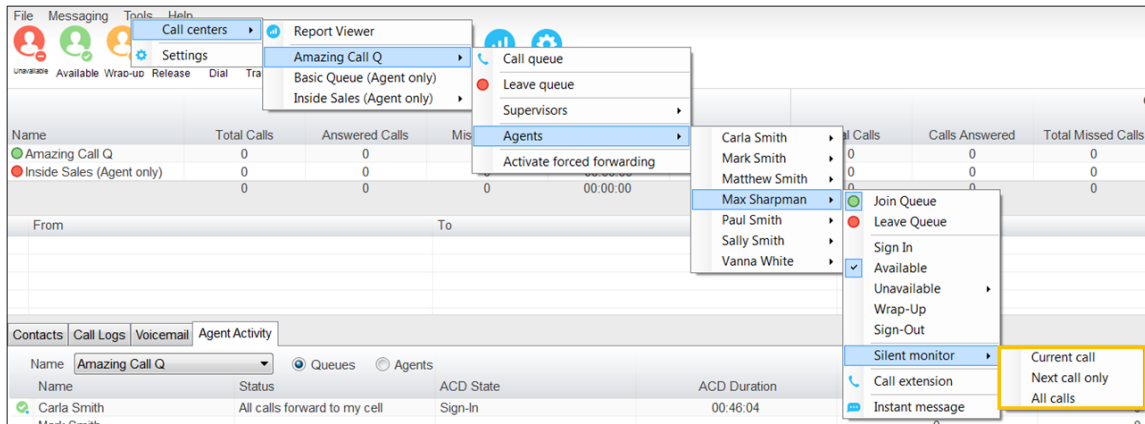 File Messaging Tools Help
Call centers
Settings
Report Viewer
Amazing Call Q
Basic Queue (Agent only)
Inside Sales (Agent only)
Call queue
Leave queue
Supervisors
Agents
Activate forced forwarding
Carla Smith
Mark Smith
Matthew Smith
Max Sharpman
Paul Smith
Sally Smith
Vanna White
Join Queue
Leave Queue
Sign In
Available
Unavailable
Wrap-Up
Sign-Out
Silent monitor
Call extension
Instant message
Current call
Next call only
All calls
Unavailable Available Wrap-up Release Dial Tra
Name Total Calls Answered Calls Mis al Calls Calls Answered Total Missed Calls
Amazing Call Q 0 0 0 0 0
Inside Sales (Agent only) 0 0 0 0 0
0 0 0 00:00:00 0 0 0
From To
Contacts Call Logs Voicemail Agent Activity
Name Amazing Call Q Queues Agents
Name Status ACD State ACD Duration
Carla Smith All calls forward to my cell Sign-In 00:46:04